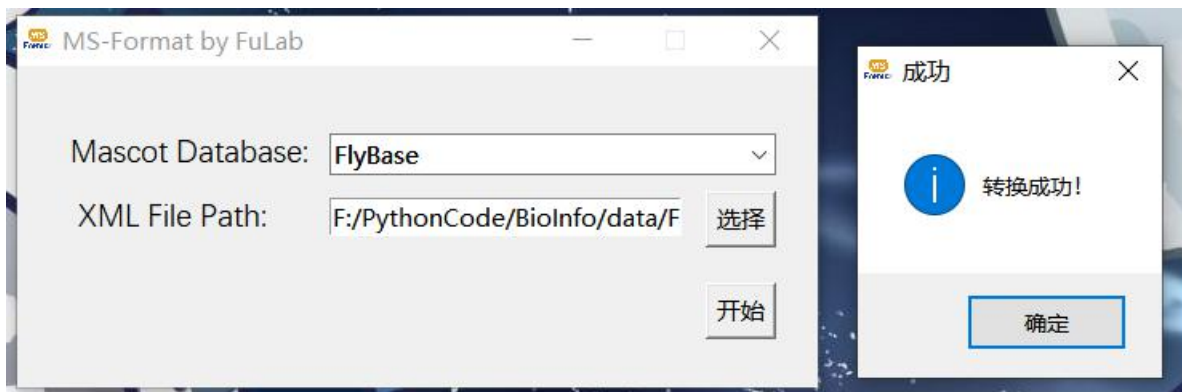 MS-Format by FuLab
Mascot Database:
FlyBase
XML File Path:
F:/PythonCode/BioInfo/data/F
选择
开始
MS
成功
转换成功!
确定